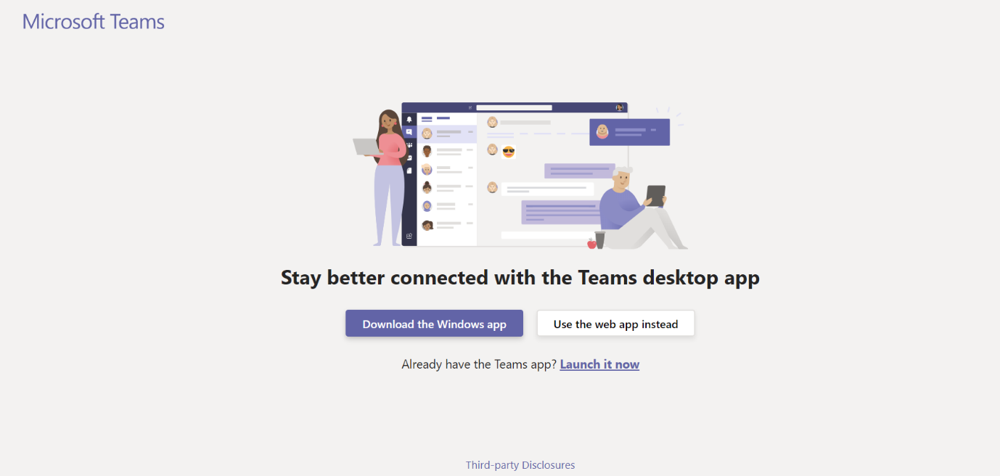 Microsoft Teams
Stay better connected with the Teams desktop app
Download the Windows app
Use the web app instead
Already have the Teams app? Launch it now
Third-party Disclosures